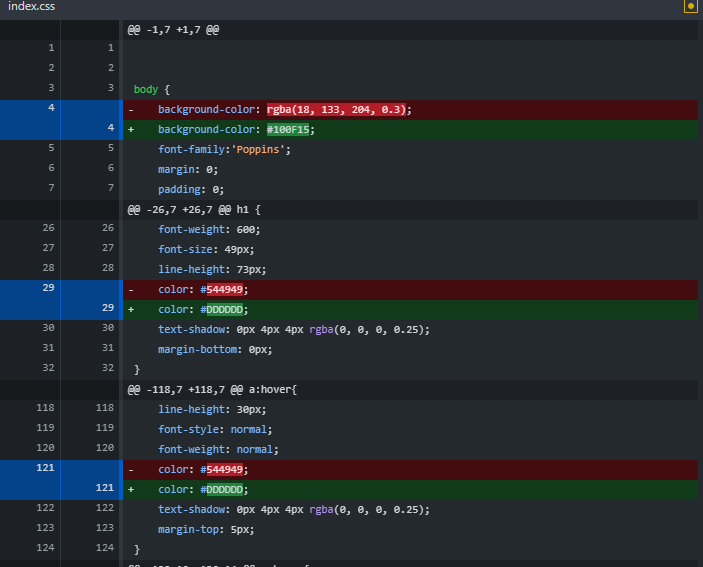 index.css
@@ -1,7 +1,7 @@
1 1
2 2
3 3 body {
4 - background-color: rgba(18, 133, 204, 0.3);
4 + background-color: #100F15;
5 5 font-family:'Poppins';
6 6 margin: 0;
7 7 padding: 0;
@@ -26,7 +26,7 @@ h1 {
26 26 font-weight: 600;
27 27 font-size: 49px;
28 28 line-height: 73px;
29 - color: #544949;
29 + color: #DDDDDD;
30 30 text-shadow: 0px 4px 4px rgba(0, 0, 0, 0.25);
31 31 margin-bottom: 0px;
32 32 }
@@ -118,7 +118,7 @@ a:hover{
118 118 line-height: 30px;
119 119 font-style: normal;
120 120 font-weight: normal;
121 - color: #544949;
121 + color: #DDDDDD;
122 122 text-shadow: 0px 4px 4px rgba(0, 0, 0, 0.25);
123 123 margin-top: 5px;
124 124 }